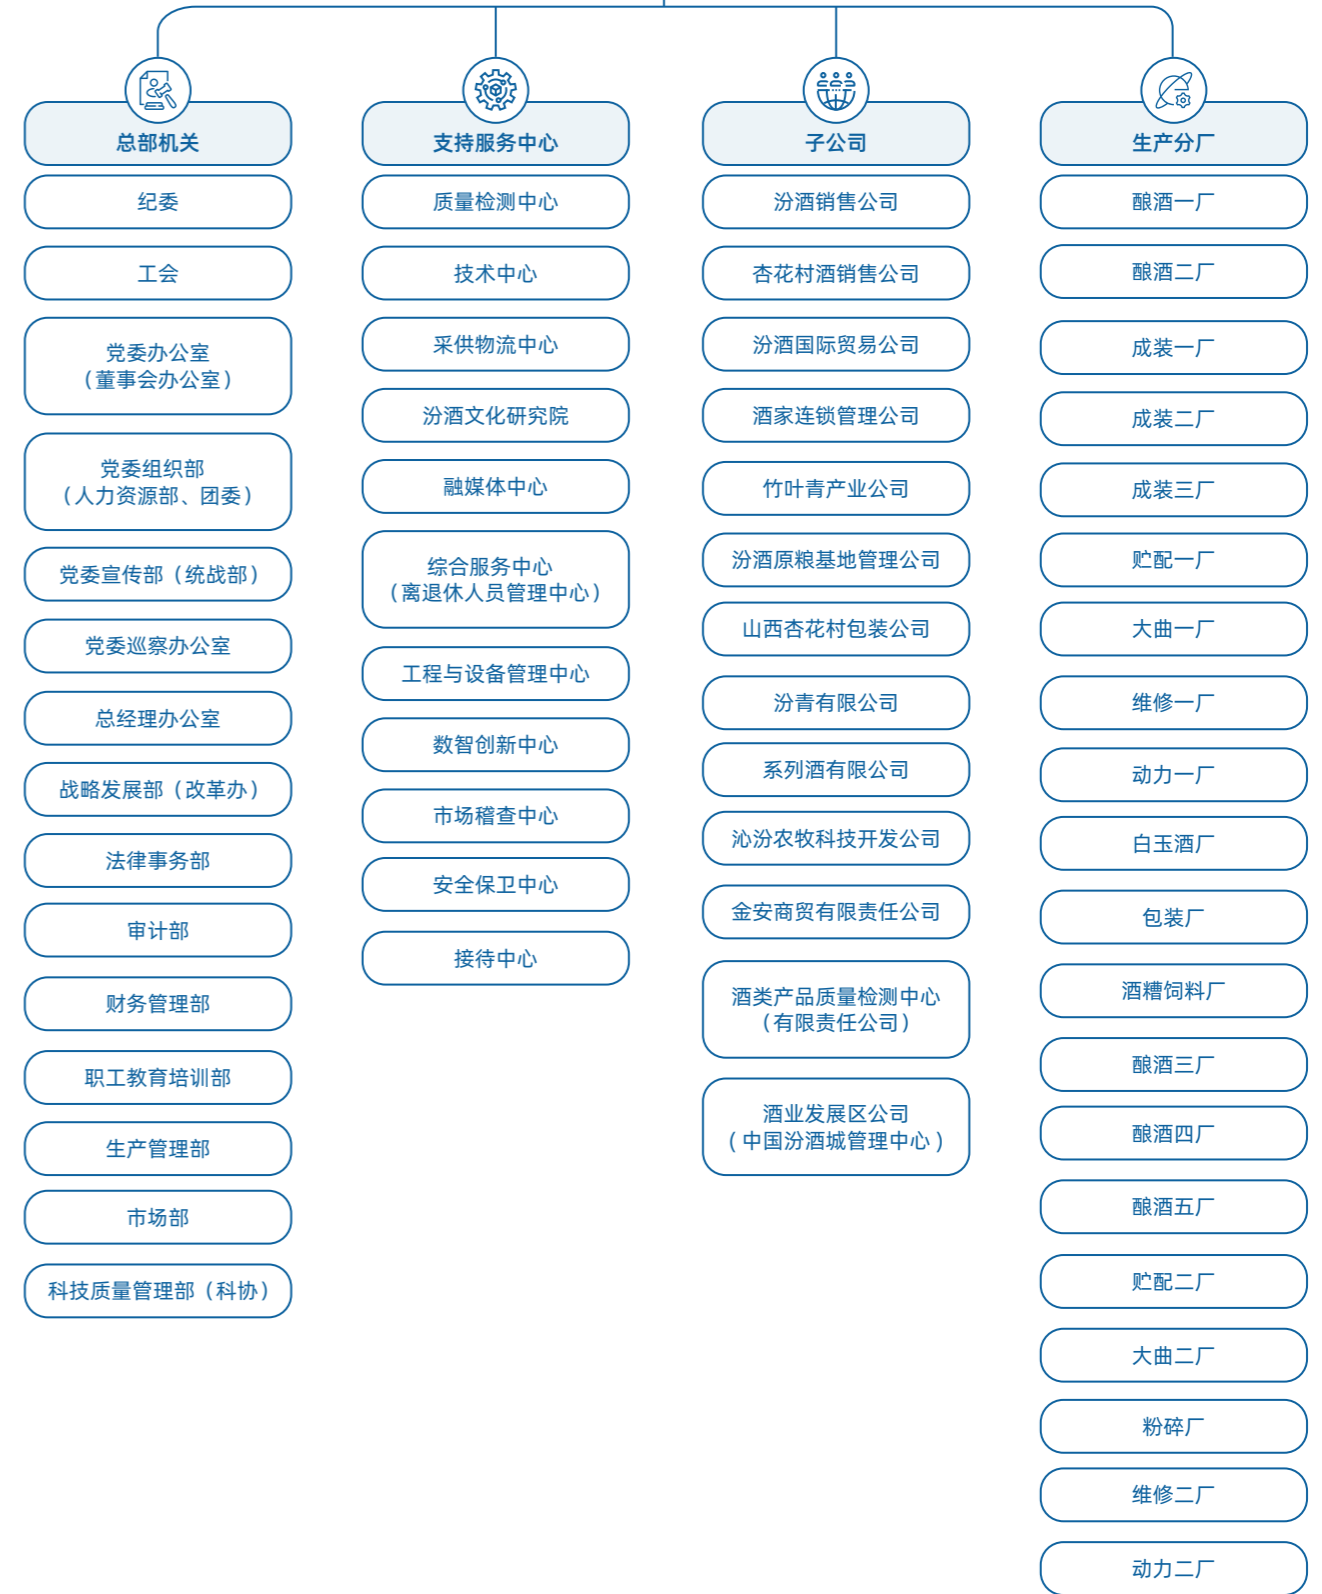 总部机关
纪委
工会
党委办公室
（董事会办公室）
党委组织部
（人力资源部、团委）
党委宣传部（统战部）
党委巡察办公室
总经理办公室
战略发展部（改革办）
法律事务部
审计部
财务管理部
职工教育培训部
生产管理部
市场部
科技质量管理部（科协）
支持服务中心
质量检测中心
技术中心
采供物流中心
汾酒文化研究院
融媒体中心
综合服务中心
（离退休人员管理中心）
工程与设备管理中心
数智创新中心
市场稽查中心
安全保卫中心
接待中心
子公司
汾酒销售公司
杏花村酒销售公司
汾酒国际贸易公司
酒家连锁管理公司
竹叶青产业公司
汾酒原粮基地管理公司
山西杏花村包装公司
汾青有限公司
系列酒有限公司
沁汾农牧科技开发公司
金安商贸有限责任公司
酒类产品质量检测中心
（有限责任公司）
酒业发展区公司
（中国汾酒城管理中心）
生产分厂
酿酒一厂
酿酒二厂
成装一厂
成装二厂
成装三厂
贮配一厂
大曲一厂
维修一厂
动力一厂
白玉酒厂
包装厂
酒糟饲料厂
酿酒三厂
酿酒四厂
酿酒五厂
贮配二厂
大曲二厂
粉碎厂
维修二厂
动力二厂